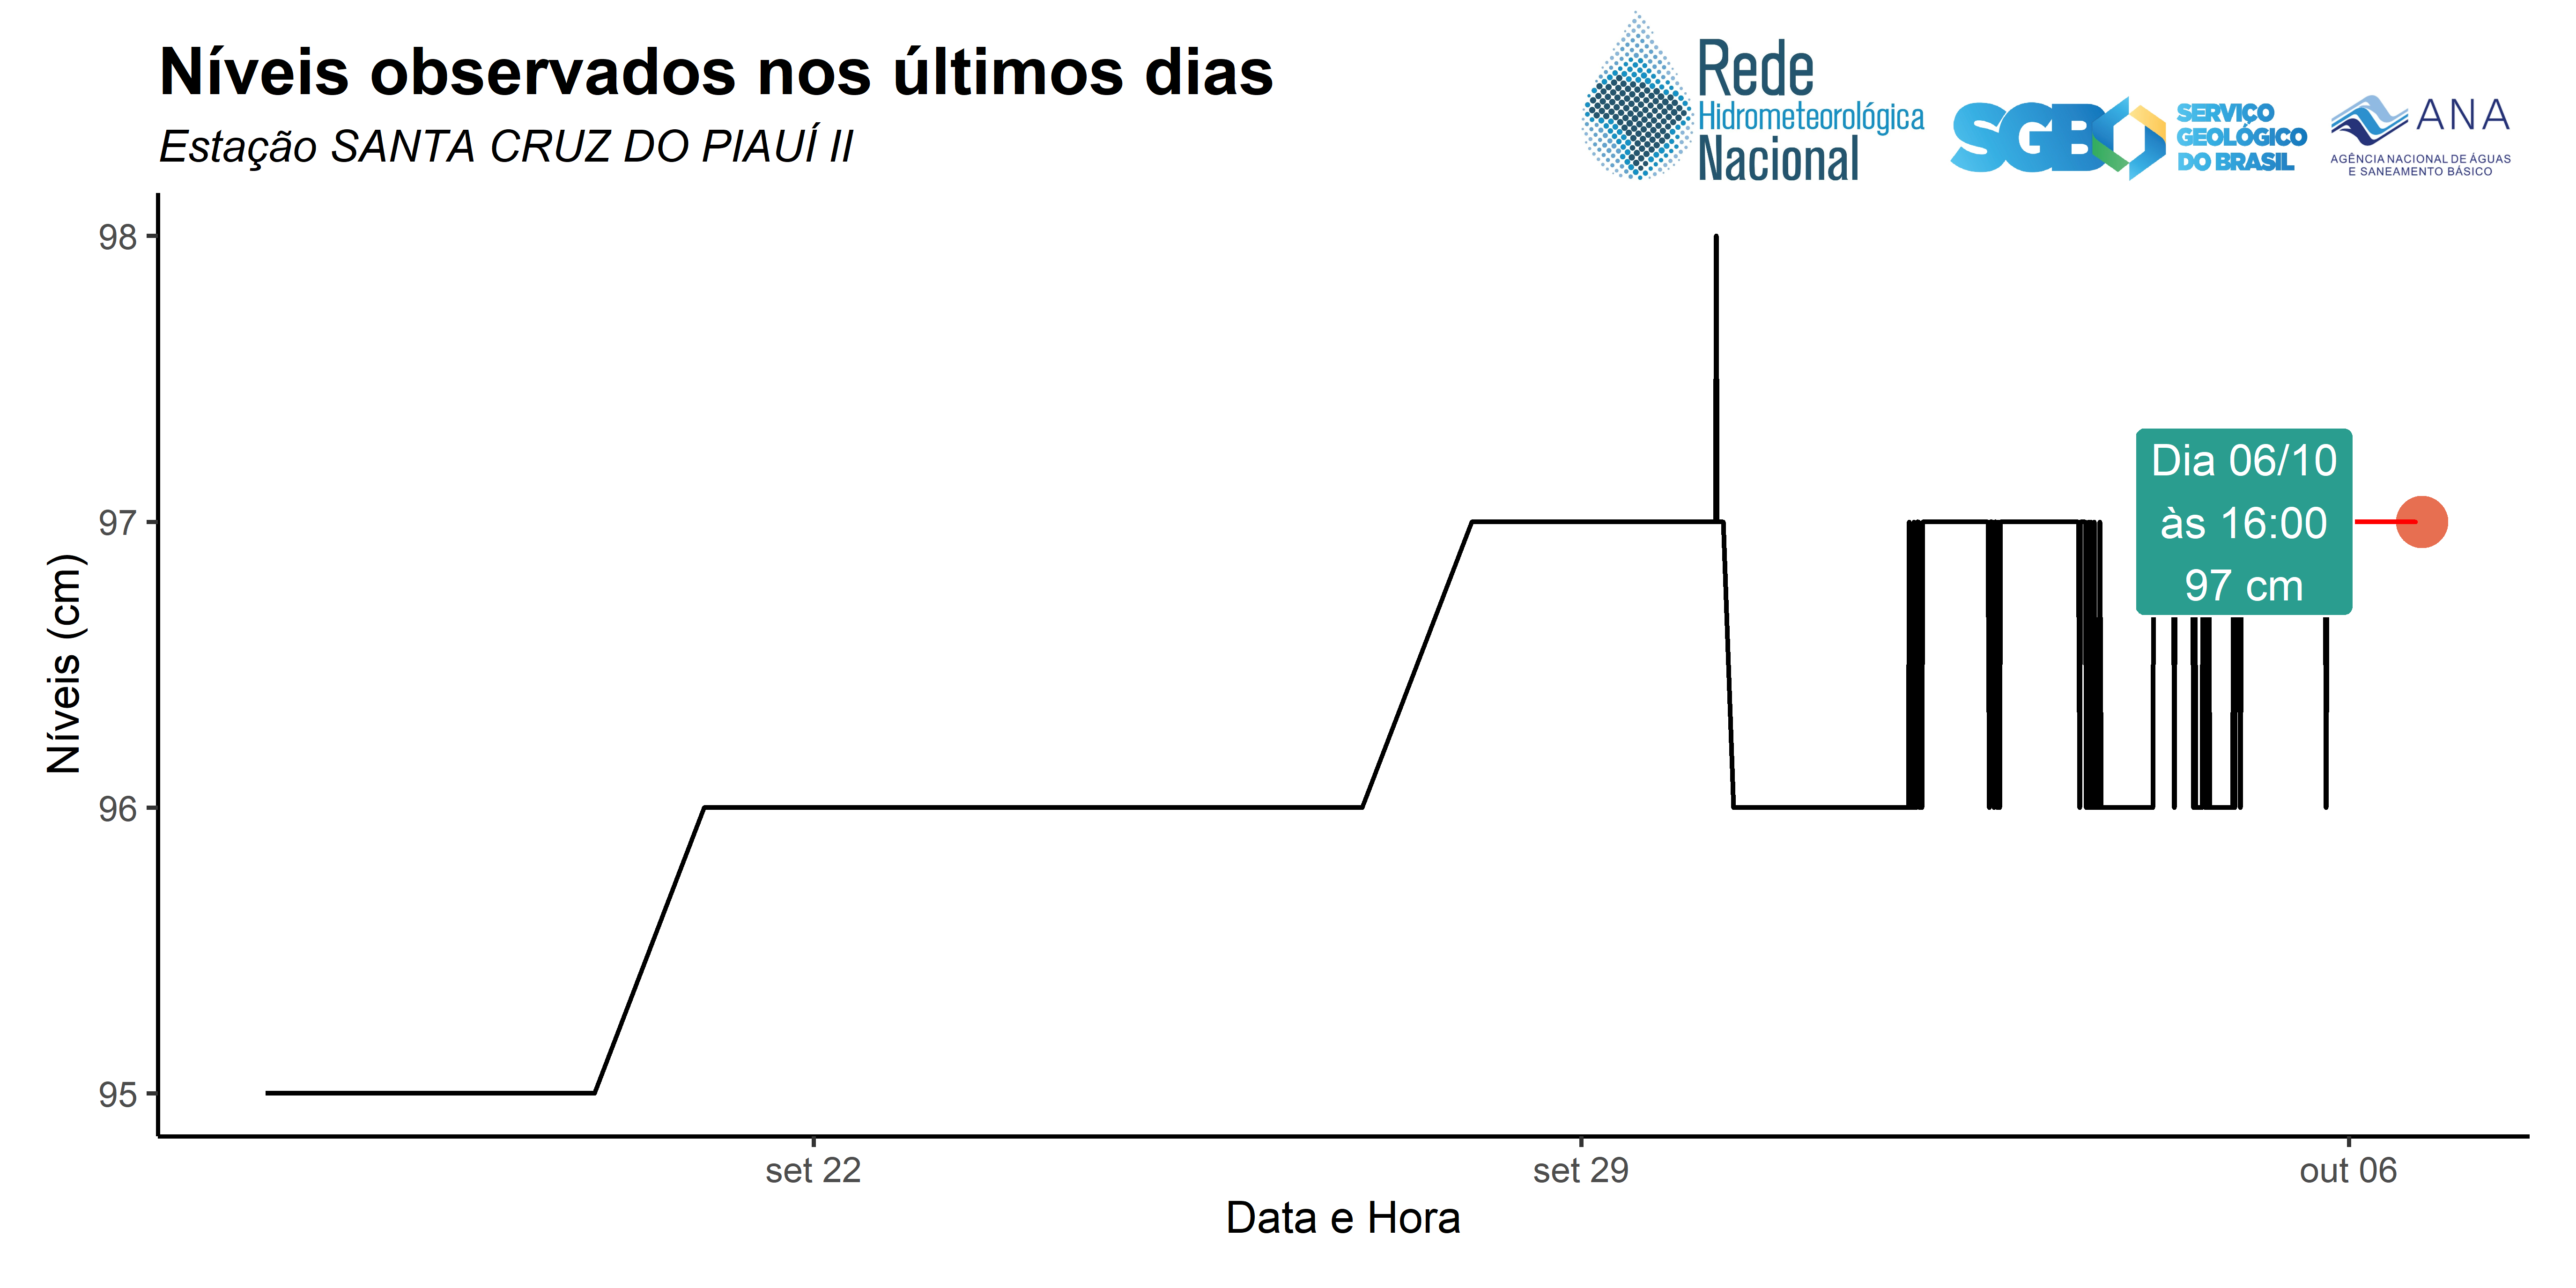 Níveis observados nos últimos dias
Estação SANTA CRUZ DO PIAUÍ II
Rede
Hidrometeorológica
Nacional
SGB
SERVIÇO
GEOLÓGICO
DO BRASIL
ANA
AGÊNCIA NACIONAL DE ÁGUAS
E SANEAMENTO BÁSICO
98
97
96
95
Níveis (cm)
Dia 06/10
às 16:00
97 cm
set 22
set 29
out 06
Data e Hora